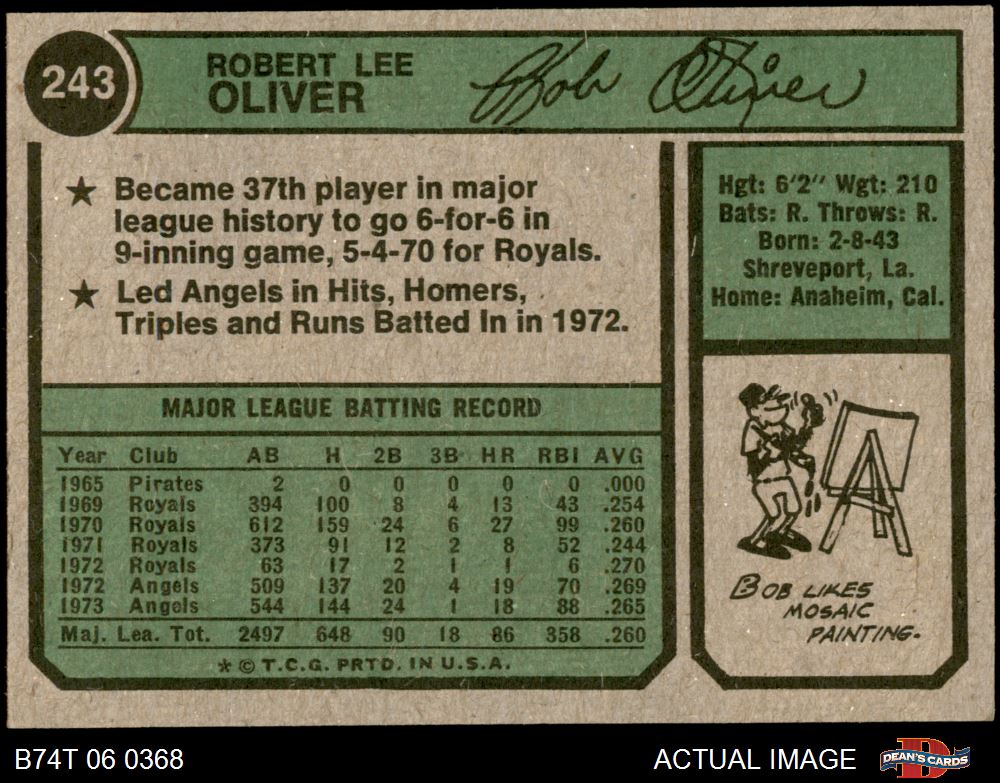 243
ROBERT LEE
OLIVER
Bob Oliver
★ Became 37th player in major
league history to go 6-for-6 in
9-inning game, 5-4-70 for Royals.
★ Led Angels in Hits, Homers,
Triples and Runs Batted In in 1972.
Hgt: 6'2" Wgt: 210
Bats: R. Throws: R.
Born: 2-8-43
Shreveport, La.
Home: Anaheim, Cal.
MAJOR LEAGUE BATTING RECORD
Year Club AB H 2B 3B HR RBI AVG
1965 Pirates 2 0 0 0 0 0 .000
1969 Royals 394 100 8 4 13 43 .254
1970 Royals 612 159 24 6 27 99 .260
1971 Royals 373 91 12 2 8 52 .244
1972 Royals 63 17 2 1 1 6 .270
1972 Angels 509 137 20 4 19 70 .269
1973 Angels 544 144 24 1 18 88 .265
Maj. Lea. Tot. 2497 648 90 18 86 358 .260
* © T.C.G. PRTD. IN U.S.A.
BOB LIKES
MOSAIC
PAINTING.
B74T 06 0368
ACTUAL IMAGE
DEAN'S CARDS